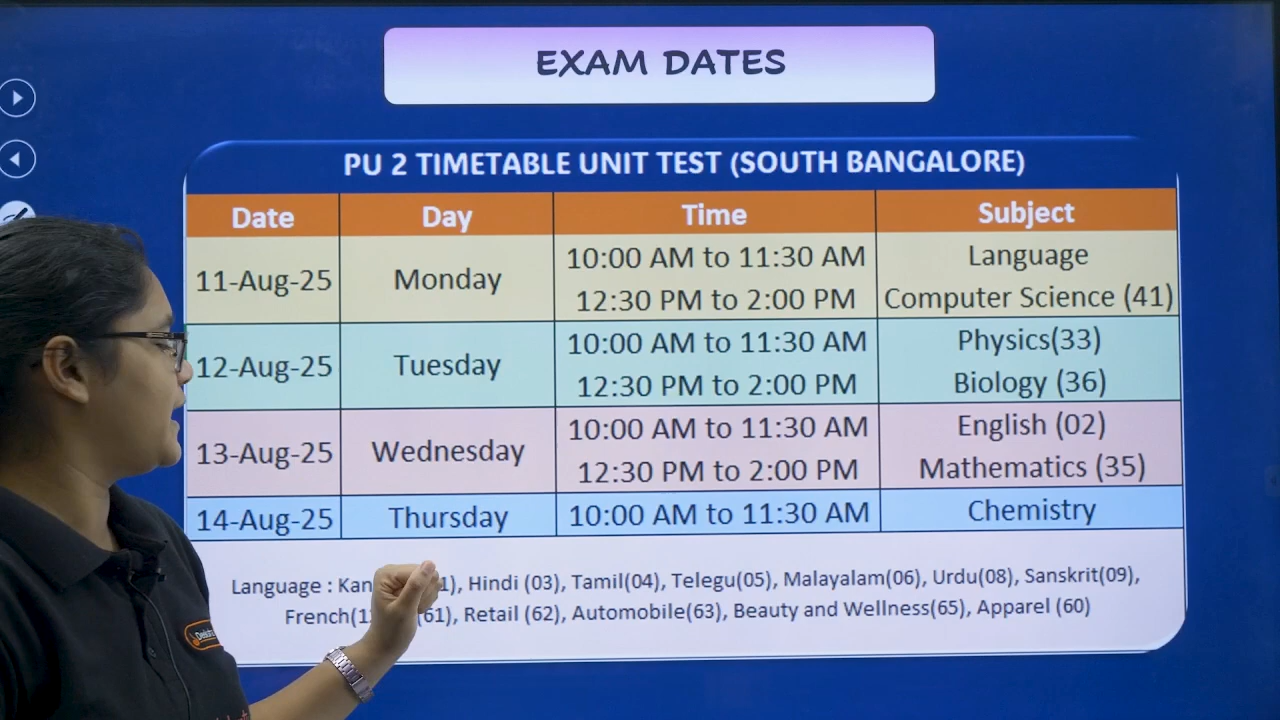 EXAM DATES
PU 2 TIMETABLE UNIT TEST (SOUTH BANGALORE)
Date Day Time Subject
11-Aug-25 Monday 10:00 AM to 11:30 AM Language
12:30 PM to 2:00 PM Computer Science (41)
12-Aug-25 Tuesday 10:00 AM to 11:30 AM Physics(33)
12:30 PM to 2:00 PM Biology (36)
13-Aug-25 Wednesday 10:00 AM to 11:30 AM English (02)
12:30 PM to 2:00 PM Mathematics (35)
14-Aug-25 Thursday 10:00 AM to 11:30 AM Chemistry
Language : Hindi (03), Tamil(04), Telegu(05), Malayalam(06), Urdu(08), Sanskrit(09),
(61), Retail (62), Automobile(63), Beauty and Wellness(65), Apparel (60)